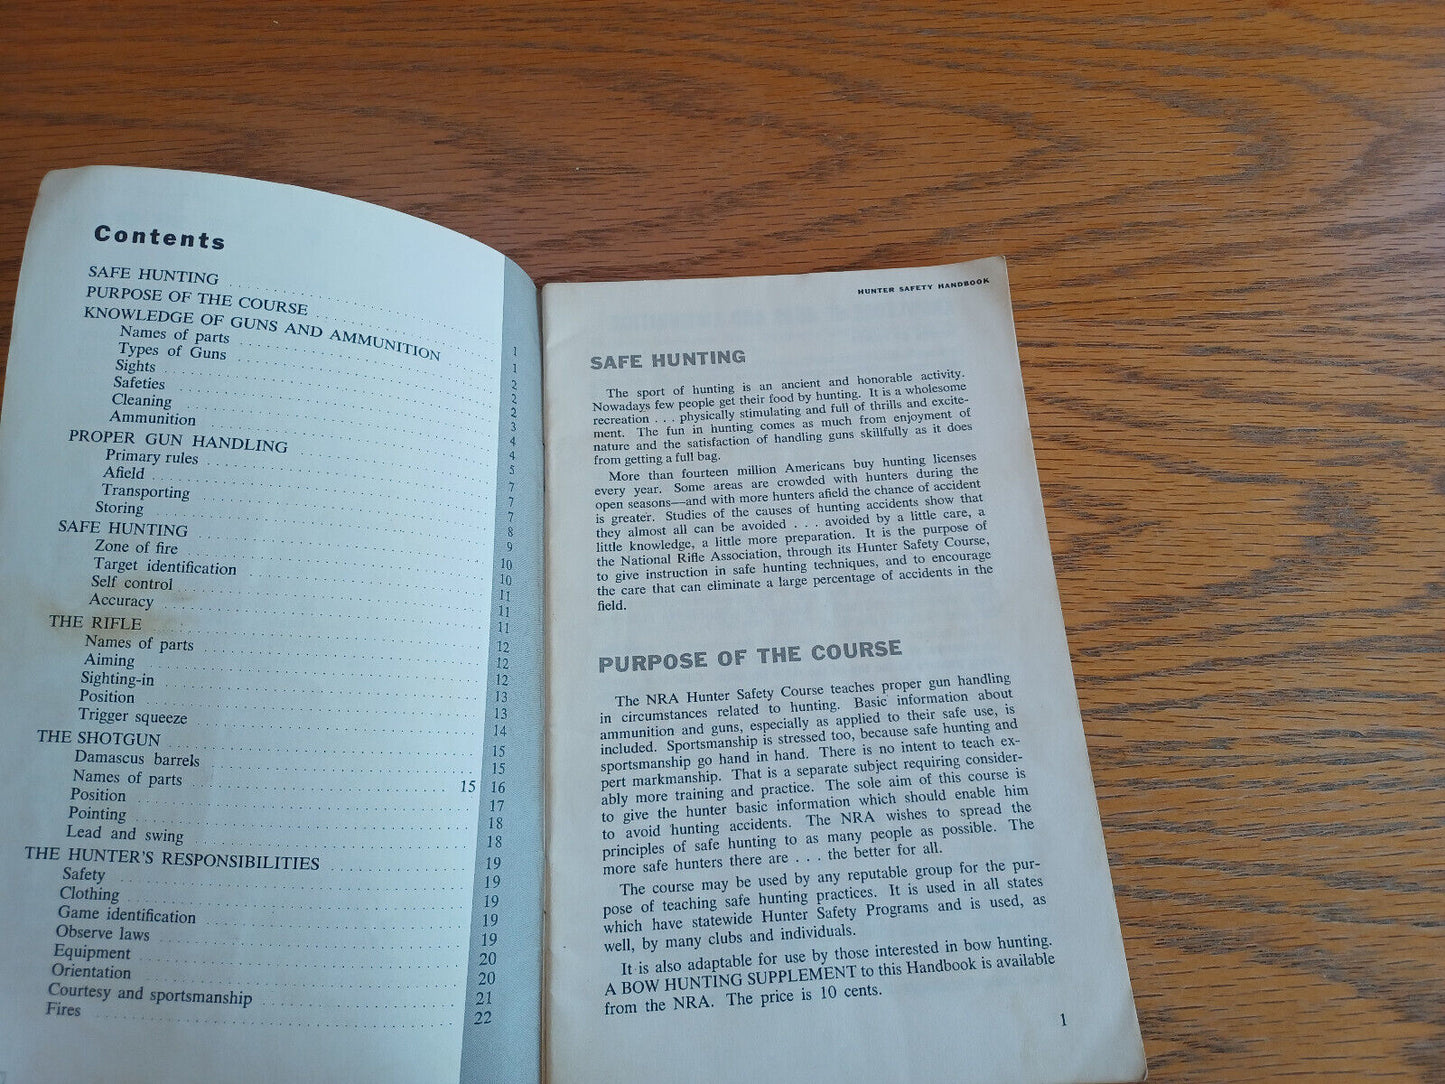 Contents
SAFE HUNTING 1
PURPOSE OF THE COURSE 1
KNOWLEDGE OF GUNS AND AMMUNITION 2
Names of parts 2
Types of Guns 2
Sights 3
Safeties 4
Cleaning 4
Ammunition 5
PROPER GUN HANDLING 7
Primary rules 7
Afield 7
Transporting 8
Storing 9
SAFE HUNTING 10
Zone of fire 10
Target identification 11
Self control 11
Accuracy 11
THE RIFLE 12
Names of parts 12
Aiming 12
Sighting-in 13
Position 13
Trigger squeeze 14
THE SHOTGUN 15
Damascus barrels 15
Names of parts 15 16
Position 17
Pointing 18
Lead and swing 18
THE HUNTER'S RESPONSIBILITIES 19
Safety 19
Clothing 19
Game identification 19
Observe laws 19
Equipment 20
Orientation 20
Courtesy and sportsmanship 21
Fires 22
HUNTER SAFETY HANDBOOK
SAFE HUNTING
The sport of hunting is an ancient and honorable activity.
Nowadays few people get their food by hunting. It is a wholesome
recreation . . . physically stimulating and full of thrills and excite-
ment. The fun in hunting comes as much from enjoyment of
nature and the satisfaction of handling guns skillfully as it does
from getting a full bag.
More than fourteen million Americans buy hunting licenses
every year. Some areas are crowded with hunters during the
open seasons—and with more hunters afield the chance of accident
is greater. Studies of the causes of hunting accidents show that
they almost all can be avoided . . . avoided by a little care, a
little knowledge, a little more preparation. It is the purpose of
the National Rifle Association, through its Hunter Safety Course,
to give instruction in safe hunting techniques, and to encourage
the care that can eliminate a large percentage of accidents in the
field.
PURPOSE OF THE COURSE
The NRA Hunter Safety Course teaches proper gun handling
in circumstances related to hunting. Basic information about
ammunition and guns, especially as applied to their safe use, is
included. Sportsmanship is stressed too, because safe hunting and
sportsmanship go hand in hand. There is no intent to teach ex-
pert markmanship. That is a separate subject requiring consider-
ably more training and practice. The sole aim of this course is
to give the hunter basic information which should enable him
to avoid hunting accidents. The NRA wishes to spread the
principles of safe hunting to as many people as possible. The
more safe hunters there are . . . the better for all.
The course may be used by any reputable group for the pur-
pose of teaching safe hunting practices. It is used in all states
which have statewide Hunter Safety Programs and is used, as
well, by many clubs and individuals.
It is also adaptable for use by those interested in bow hunting.
A BOW HUNTING SUPPLEMENT to this Handbook is available
from the NRA. The price is 10 cents.
1